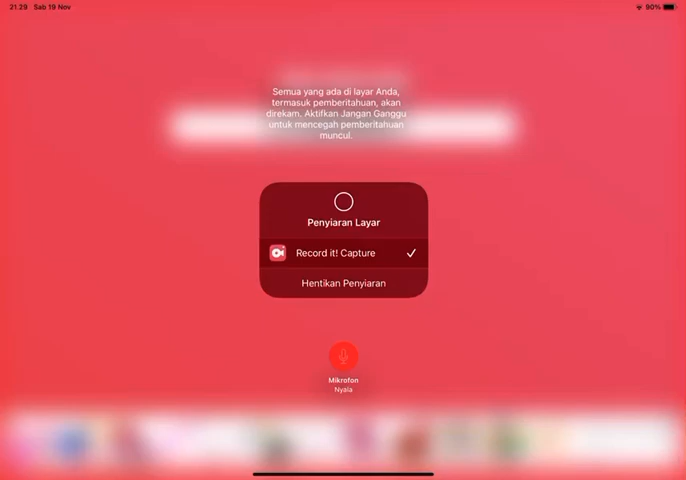 21.29 Sab 19 Nov 90%
Semua yang ada di layar Anda,
termasuk pemberitahuan, akan
direkam. Aktifkan Jangan Ganggu
untuk mencegah pemberitahuan
muncul.
Penyiaran Layar
Record it! Capture
Hentikan Penyiaran
Mikrofon
Nyala